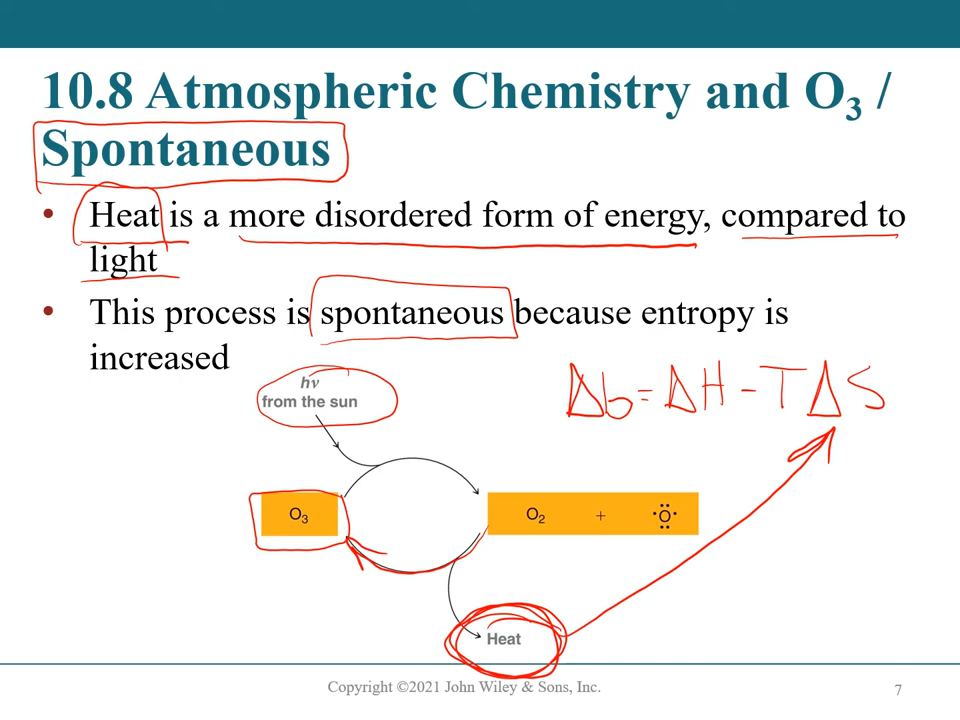 10.8 Atmospheric Chemistry and O₃ /
Spontaneous
• Heat is a more disordered form of energy, compared to
light
• This process is spontaneous because entropy is
increased
hν
from the sun
ΔG = ΔH - TΔS
O₃
O₂ + O
Heat
Copyright ©2021 John Wiley & Sons, Inc.
7